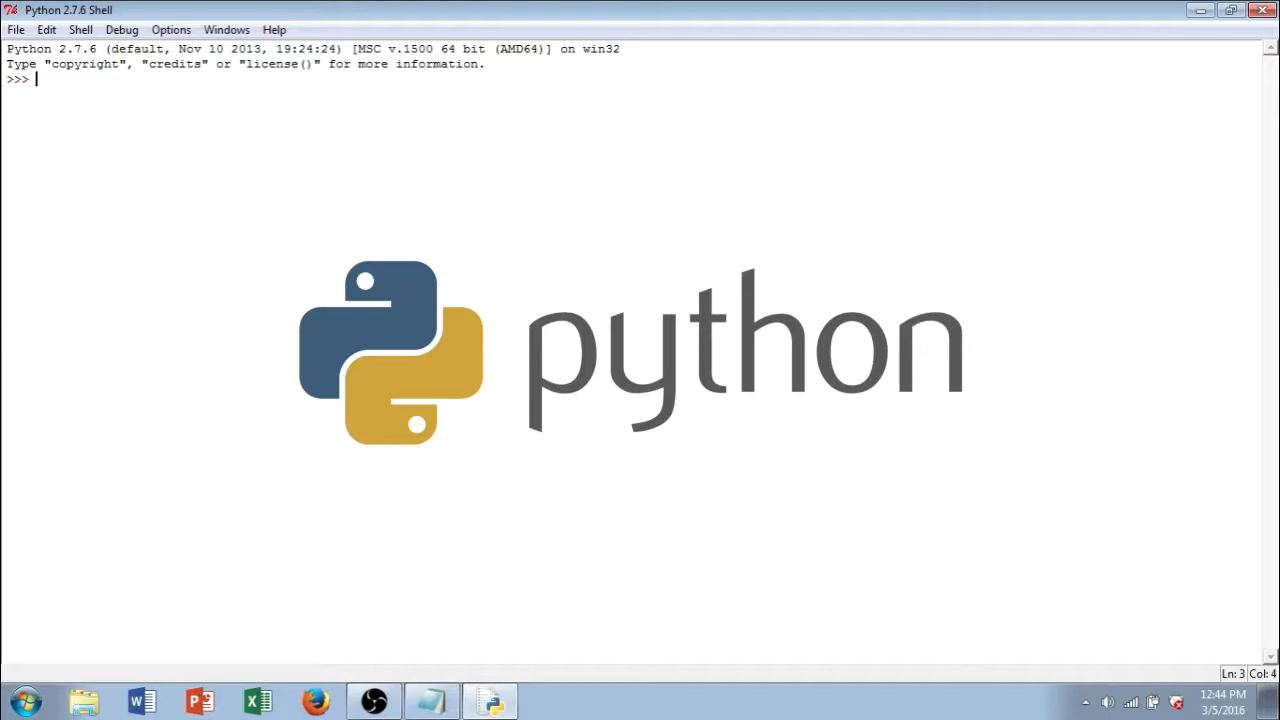 Python 2.7.6 Shell
File Edit Shell Debug Options Windows Help
Python 2.7.6 (default, Nov 10 2013, 19:24:24) [MSC v.1500 64 bit (AMD64)] on win32
Type "copyright", "credits" or "license()" for more information.
>>>
python
Ln: 3 Col: 4
12:44 PM
3/5/2016